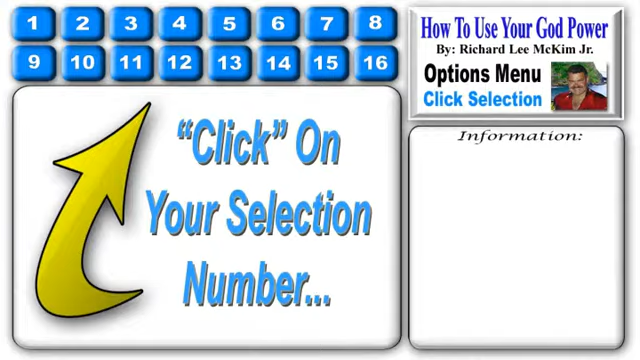 1 2 3 4 5 6 7 8
9 10 11 12 13 14 15 16
How To Use Your God Power
By: Richard Lee McKim Jr.
Options Menu
Click Selection
“Click” On
Your Selection
Number...
Information: